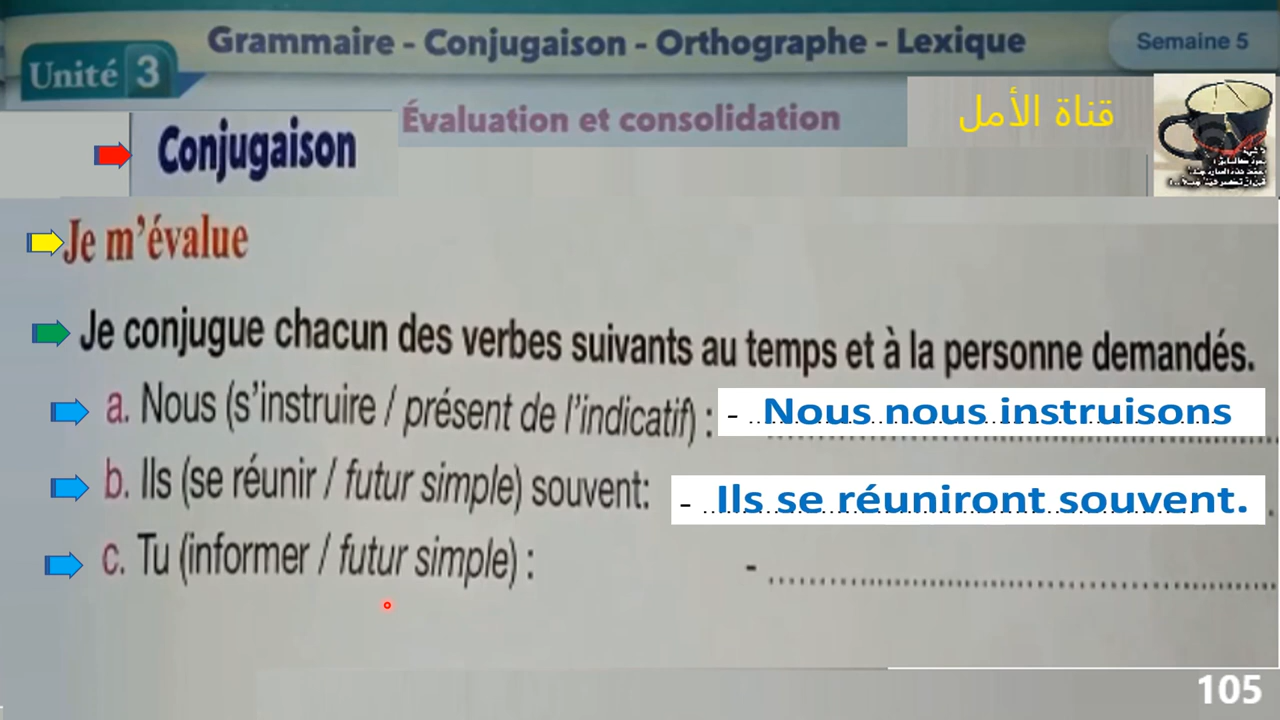 Grammaire - Conjugaison - Orthographe - Lexique
Semaine 5
Unité 3
Évaluation et consolidation
قناة الأمل
Conjugaison
Je m'évalue
Je conjugue chacun des verbes suivants au temps et à la personne demandés.
a. Nous (s'instruire / présent de l'indicatif) : - Nous nous instruisons
b. Ils (se réunir / futur simple) souvent: - Ils se réuniront souvent.
c. Tu (informer / futur simple) : - ........................
105